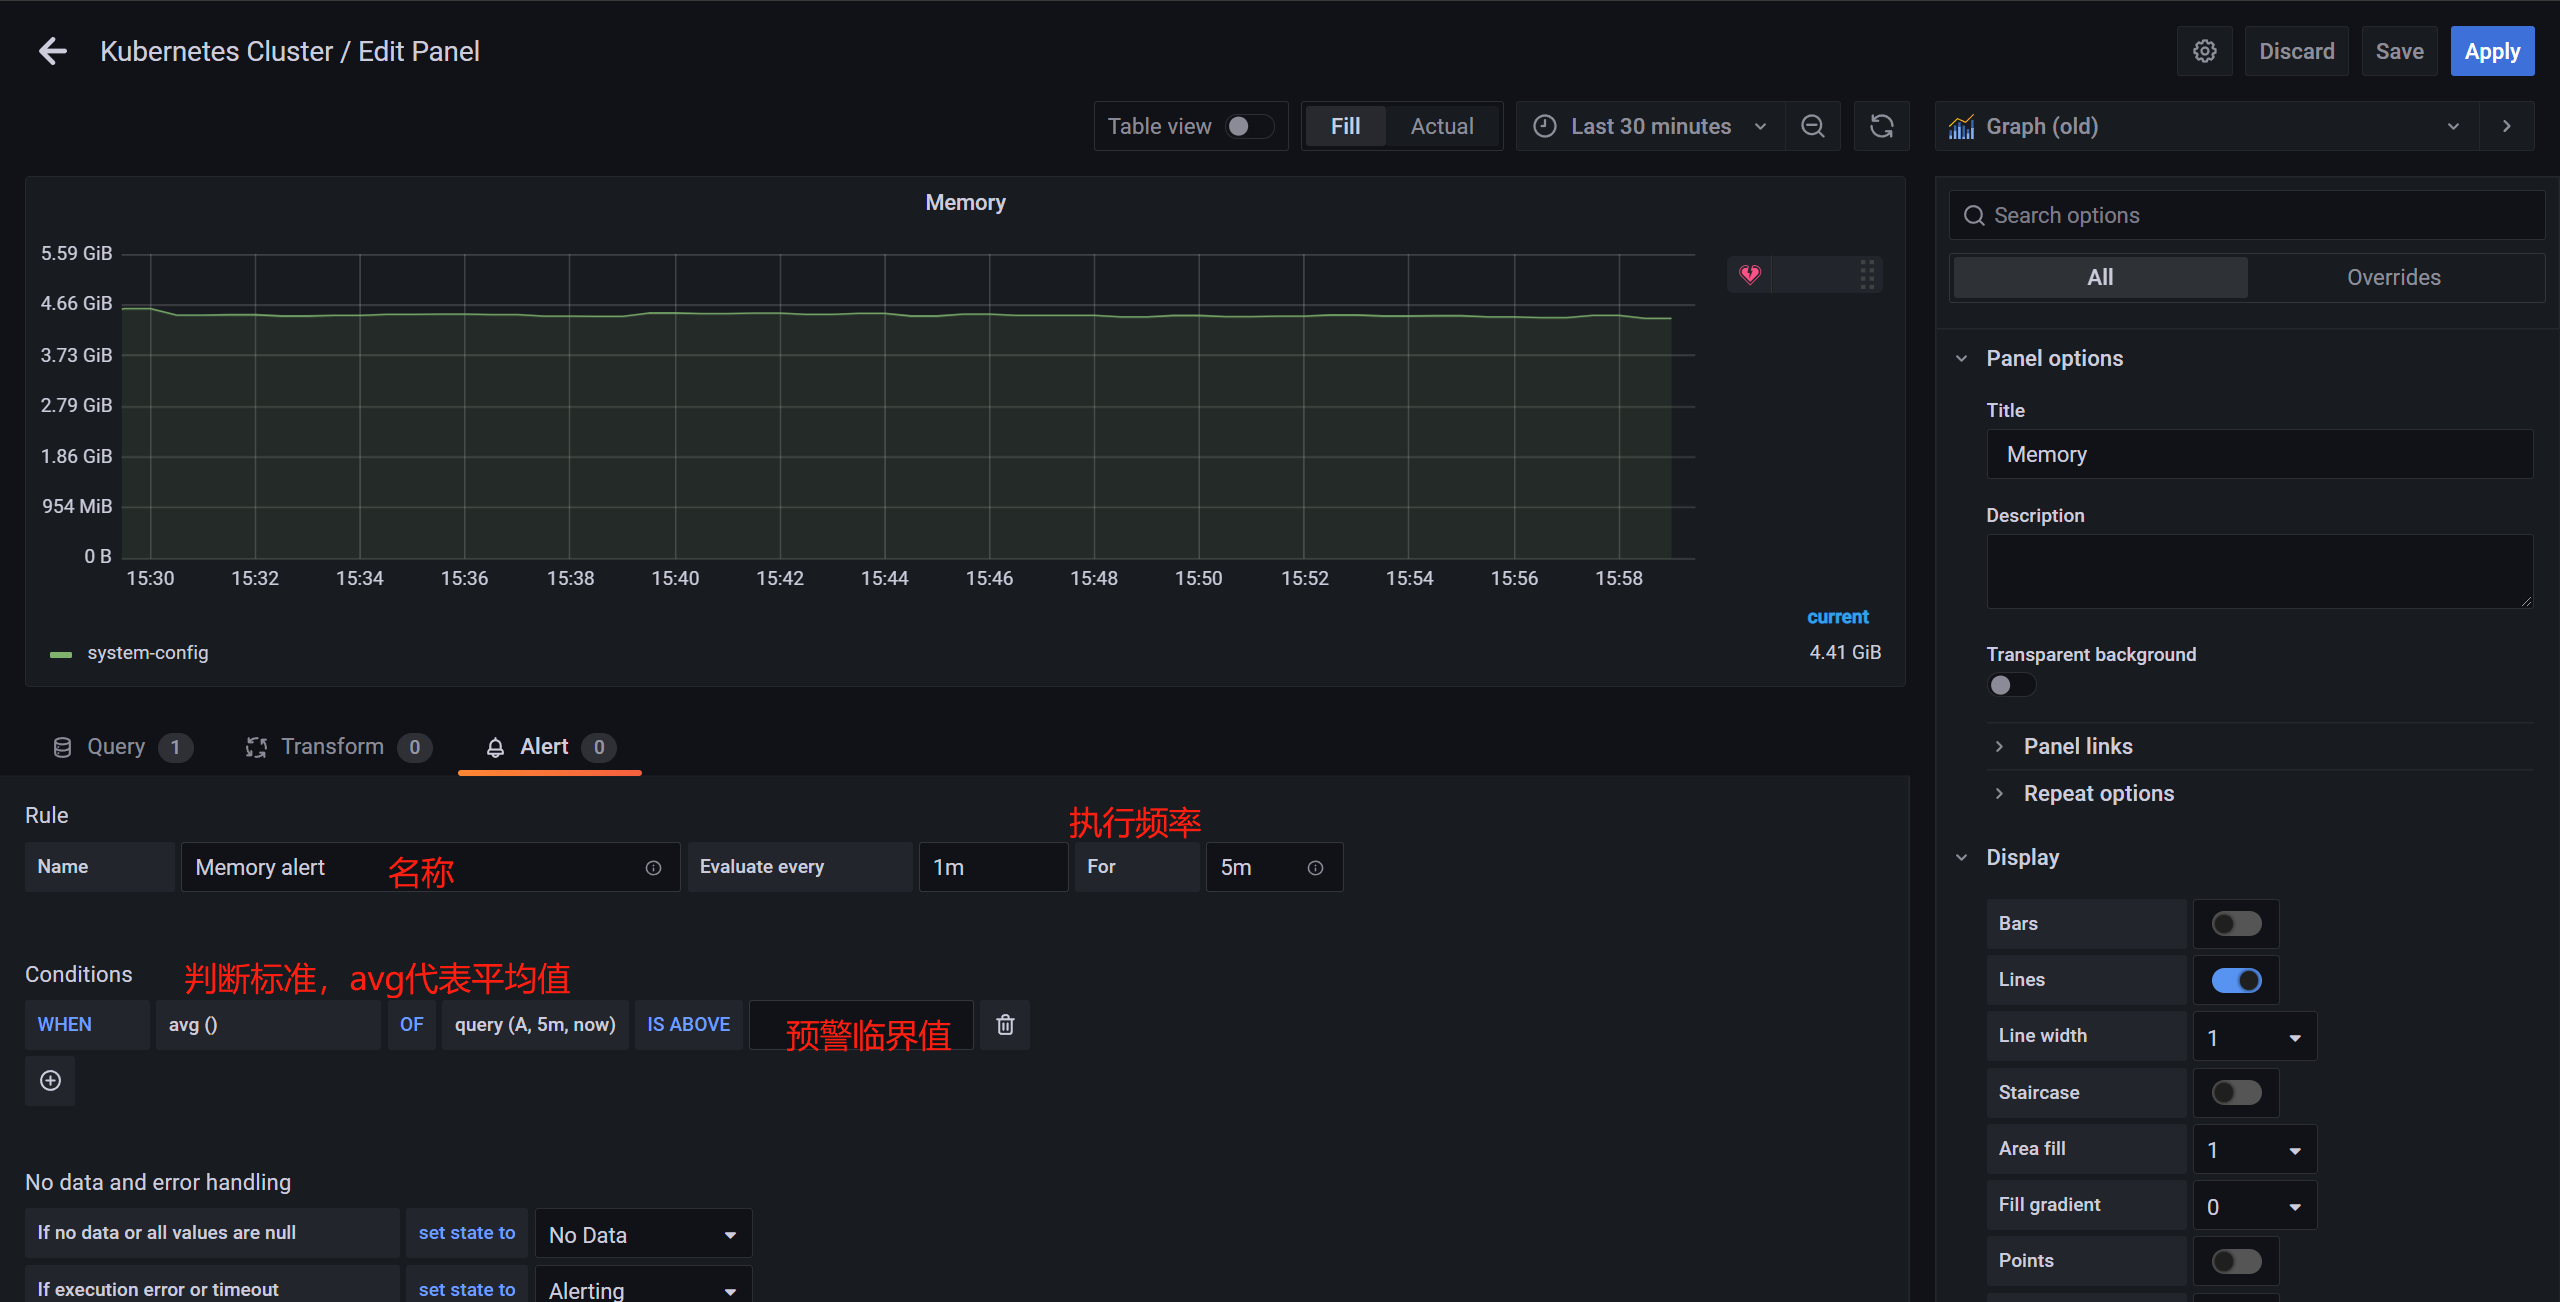 Kubernetes Cluster / Edit Panel
Discard
Save
Apply
Table view
Fill
Actual
Last 30 minutes
Graph (old)
Memory
5.59 GiB
4.66 GiB
3.73 GiB
2.79 GiB
1.86 GiB
954 MiB
0 B
15:30 15:32 15:34 15:36 15:38 15:40 15:42 15:44 15:46 15:48 15:50 15:52 15:54 15:56 15:58
current
system-config 4.41 GiB
Search options
All
Overrides
Panel options
Title
Memory
Description
Transparent background
Panel links
Repeat options
Display
Bars
Lines
Line width 1
Staircase
Area fill 1
Fill gradient 0
Points
Query 1
Transform 0
Alert 0
Rule
执行频率
Name Memory alert 名称 Evaluate every 1m For 5m
Conditions 判断标准，avg代表平均值
WHEN avg () OF query (A, 5m, now) IS ABOVE 预警临界值
No data and error handling
If no data or all values are null set state to No Data
If execution error or timeout set state to Alerting